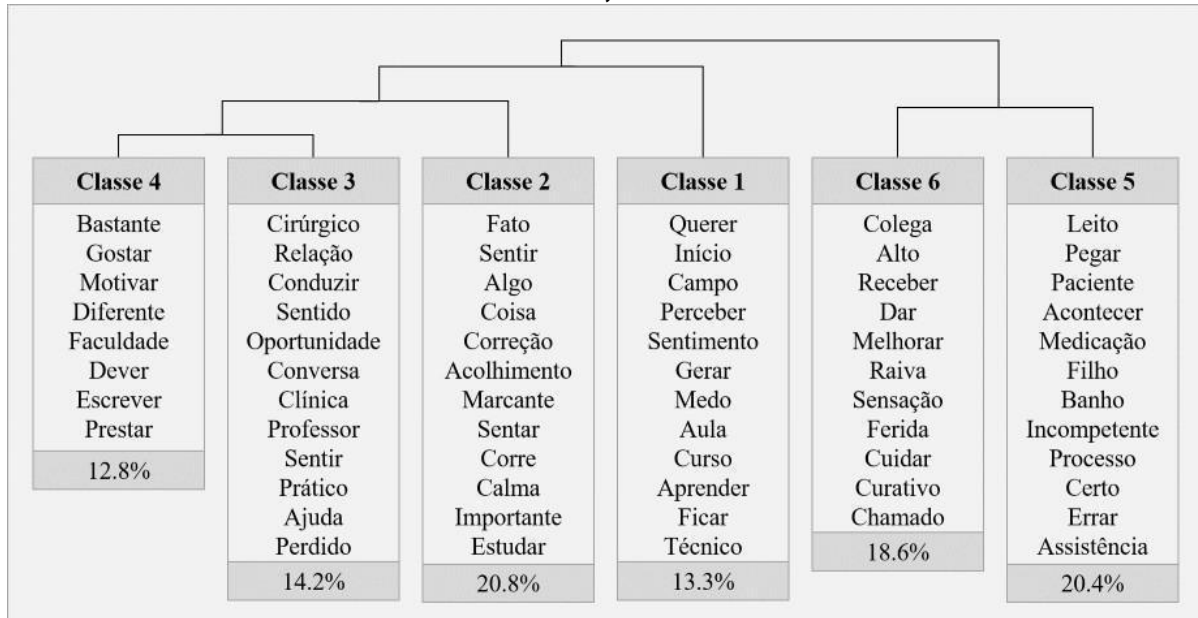 Classe 4
Bastante
Gostar
Motivar
Diferente
Faculdade
Dever
Escrever
Prestar
12.8%
Classe 3
Cirúrgico
Relação
Conduzir
Sentido
Oportunidade
Conversa
Clínica
Professor
Sentir
Prático
Ajuda
Perdido
14.2%
Classe 2
Fato
Sentir
Algo
Coisa
Correção
Acolhimento
Marcante
Sentar
Corre
Calma
Importante
Estudar
20.8%
Classe 1
Querer
Início
Campo
Perceber
Sentimento
Gerar
Medo
Aula
Curso
Aprender
Ficar
Técnico
13.3%
Classe 6
Colega
Alto
Receber
Dar
Melhorar
Raiva
Sensação
Ferida
Cuidar
Curativo
Chamado
18.6%
Classe 5
Leito
Pegar
Paciente
Acontecer
Medicação
Filho
Banho
Incompetente
Processo
Certo
Errar
Assistência
20.4%